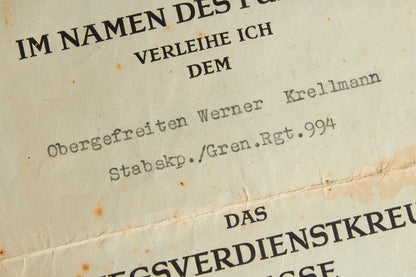 IM NAMEN DES
VERLEIHE ICH
DEM
Obergefreiten Werner Krellmann
Stabskp./Gren.Rgt.994
DAS